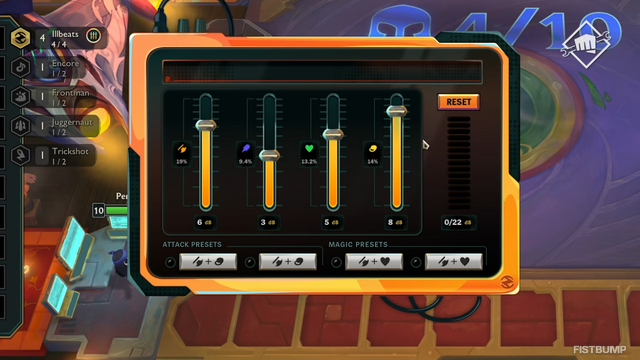 4 Illbeats
4 / 4
4/10
1 Encore
1 / 2
1 Frontman
1 / 2
1 Juggernaut
1 / 2
1 Trickshot
1 / 2
RESET
19%
9.4%
13.2%
14%
10
6 dB
3 dB
5 dB
8 dB
0/22 dB
ATTACK PRESETS
MAGIC PRESETS
+
+
+
+
FISTBUMP